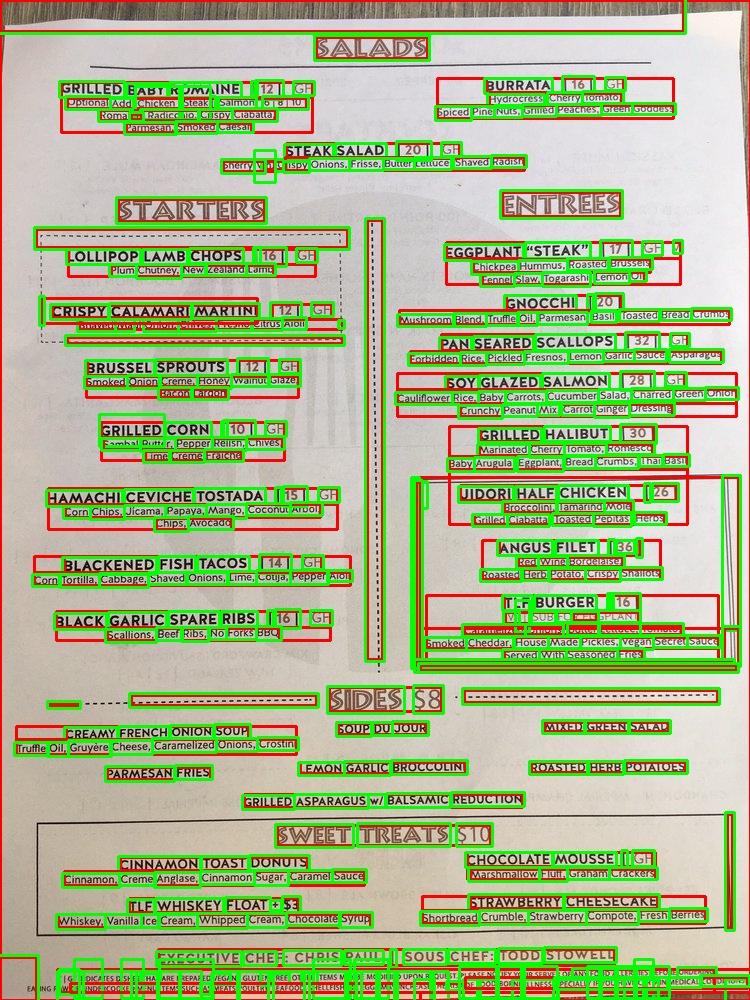 SALADS
GRILLED BABY ROMAINE | 12 | GH
Optional Add Chicken | Steak | Salmon 6 | 8 | 10
Roma Radicchio, Crispy Ciabatta
Parmesan, Smoked Caesar
BURRATA | 16 | GF
Hydrocress Cherry Tomato
Spiced Pine Nuts, Grilled Peaches, Green Goddess
STEAK SALAD | 20 | GH
Sherry Crispy Onions, Frisse, Butter Lettuce Shaved Radish
STARTERS
LOLLIPOP LAMB CHOPS | 16 | GF
Plum Chutney, New Zealand Lamb
CRISPY CALAMARI MARTINI | 12 | GH
Shaved Onion, Chives, Fresno Citrus Aioli
BRUSSEL SPROUTS | 12 | GF
Smoked Onion Creme, Honey Walnut Glaze
Bacon Lardon
GRILLED CORN | 10 | GH
Sambal Butter, Pepper Relish, Chives
Lime Creme Fraiche
HAMACHI CEVICHE TOSTADA | 15 | GF
Corn Chips, Jicama, Papaya, Mango, Coconut Arbol
Chips, Avocado
BLACKENED FISH TACOS | 14 | GF
Corn Tortilla, Cabbage, Shaved Onions, Lime, Cotija, Pepper Aioli
BLACK GARLIC SPARE RIBS | 16 | GH
Scallions, Beef Ribs, No Forks BBQ
ENTREES
EGGPLANT “STEAK” | 17 | GF
Chickpea Hummus, Roasted Brussels
Fennel Slaw, Togarashi Lemon Oil
GNOCCHI | 20
Mushroom Blend, Truffle Oil, Parmesan Basil Toasted Bread Crumbs
PAN SEARED SCALLOPS | 32 | GF
Forbidden Rice, Pickled Fresnos, Lemon Garlic Sauce Asparagus
SOY GLAZED SALMON | 28 | GF
Cauliflower Rice, Baby Carrots, Cucumber Salad, Charred Green Onion
Crunchy Peanut Mix Carrot Ginger Dressing
GRILLED HALIBUT | 30
Marinated Cherry Tomato, Romesco
Baby Arugula Eggplant, Bread Crumbs, Thai Basil
JIDORI HALF CHICKEN | 26
Broccolini, Tamarind Mole
Grilled Ciabatta Toasted Pepitas Herbs
ANGUS FILET | 36
Red Wine Bordelaise
Roasted Herb Potato, Crispy Shallots
TLF BURGER | 16
SUB FOR EGGPLANT
Caramelized Onions, Butter Lettuce, Tomato
Smoked Cheddar, House Made Pickles, Vegan Secret Sauce
Served With Seasoned Fries
SIDES $8
CREAMY FRENCH ONION SOUP
Truffle Oil, Gruyere Cheese, Caramelized Onions, Crostini
SOUP DU JOUR
MIXED GREEN SALAD
PARMESAN FRIES
LEMON GARLIC BROCCOLINI
ROASTED HERB POTATOES
GRILLED ASPARAGUS w/ BALSAMIC REDUCTION
SWEET TREATS $10
CINNAMON TOAST DONUTS
Cinnamon, Creme Anglase, Cinnamon Sugar, Caramel Sauce
CHOCOLATE MOUSSE | GF
Marshmallow Fluff, Graham Crackers
TLF WHISKEY FLOAT + $3
Whiskey, Vanilla Ice Cream, Whipped Cream, Chocolate Syrup
STRAWBERRY CHEESECAKE
Shortbread Crumble, Strawberry Compote, Fresh Berries
EXECUTIVE CHEF: CHRIS PAUL | SOUS CHEF: TODD STOWELL